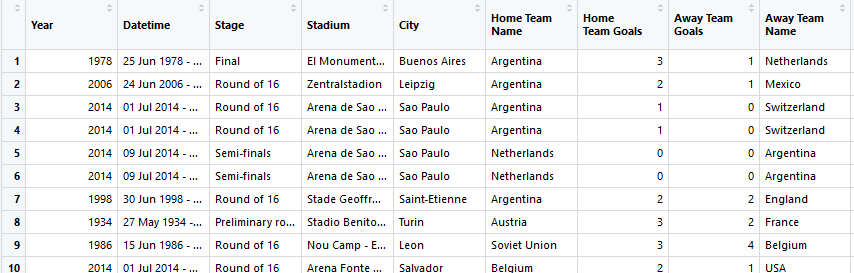 Year Datetime Stage Stadium City Home Team Name Home Team Goals Away Team Goals Away Team Name
1 1978 25 Jun 1978 - ... Final El Monument... Buenos Aires Argentina 3 1 Netherlands
2 2006 24 Jun 2006 - ... Round of 16 Zentralstadion Leipzig Argentina 2 1 Mexico
3 2014 01 Jul 2014 - ... Round of 16 Arena de Sao ... Sao Paulo Argentina 1 0 Switzerland
4 2014 01 Jul 2014 - ... Round of 16 Arena de Sao ... Sao Paulo Argentina 1 0 Switzerland
5 2014 09 Jul 2014 - ... Semi-finals Arena de Sao ... Sao Paulo Netherlands 0 0 Argentina
6 2014 09 Jul 2014 - ... Semi-finals Arena de Sao ... Sao Paulo Netherlands 0 0 Argentina
7 1998 30 Jun 1998 - ... Round of 16 Stade Geoffr... Saint-Etienne Argentina 2 2 England
8 1934 27 May 1934 -... Preliminary ro... Stadio Benito... Turin Austria 3 2 France
9 1986 15 Jun 1986 - ... Round of 16 Nou Camp - E... Leon Soviet Union 3 4 Belgium
10 2014 01 Jul 2014 - ... Round of 16 Arena Fonte ... Salvador Belgium 2 1 USA